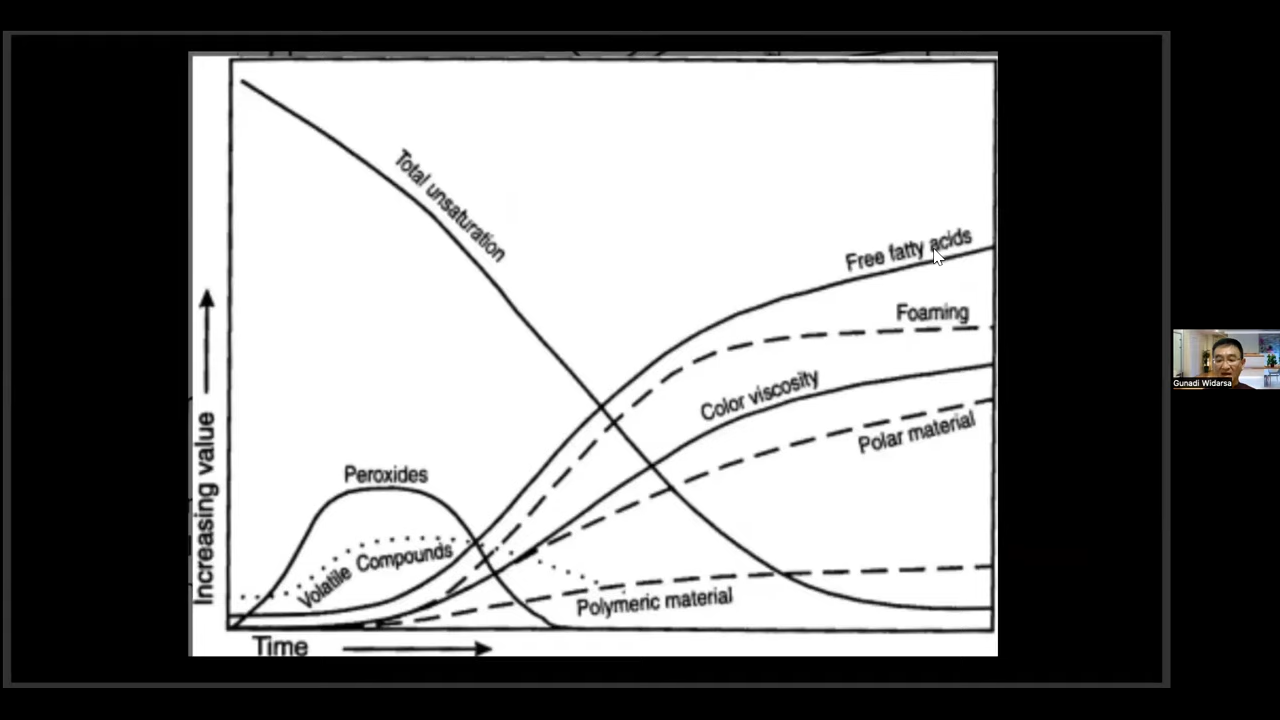 Total unsaturation
Free fatty acids
Foaming
Color viscosity
Polar material
Peroxides
Volatile Compounds
Polymeric material
Increasing value
Time
Gunadi Widarsa